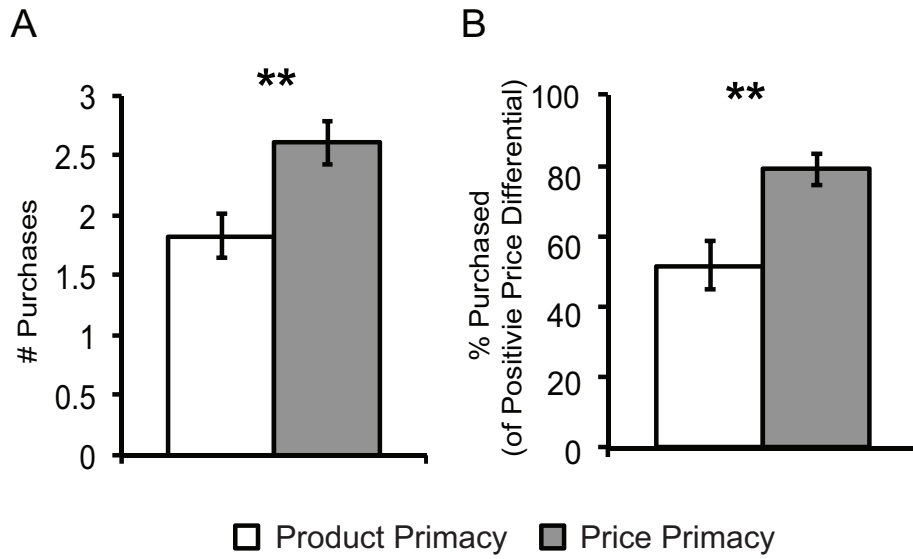 A
**
3
2.5
2
1.5
1
0.5
0
# Purchases
B
**
100
80
60
40
20
0
% Purchased
(of Positivie Price Differential)
Product Primacy
Price Primacy